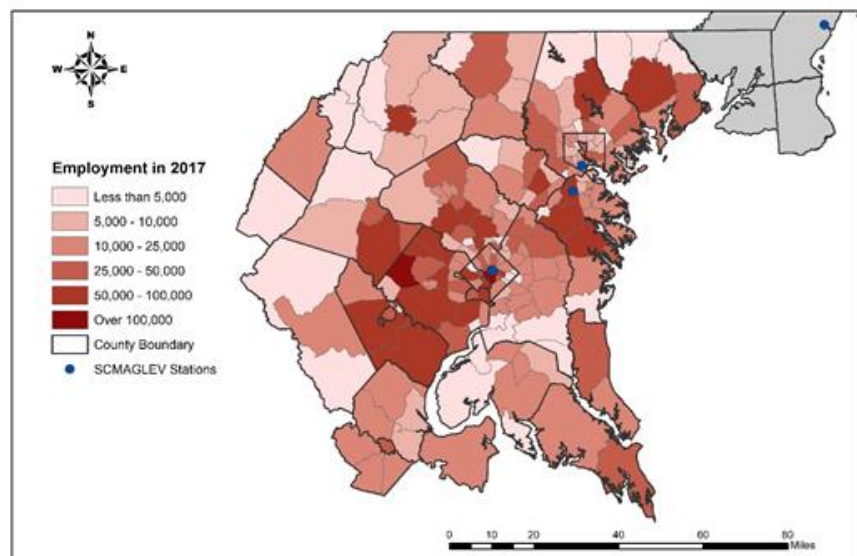 N
W E
S
Employment in 2017
Less than 5,000
5,000 - 10,000
10,000 - 25,000
25,000 - 50,000
50,000 - 100,000
Over 100,000
County Boundary
SCMAGLEV Stations
0 5 10 20 40 60 80
Miles